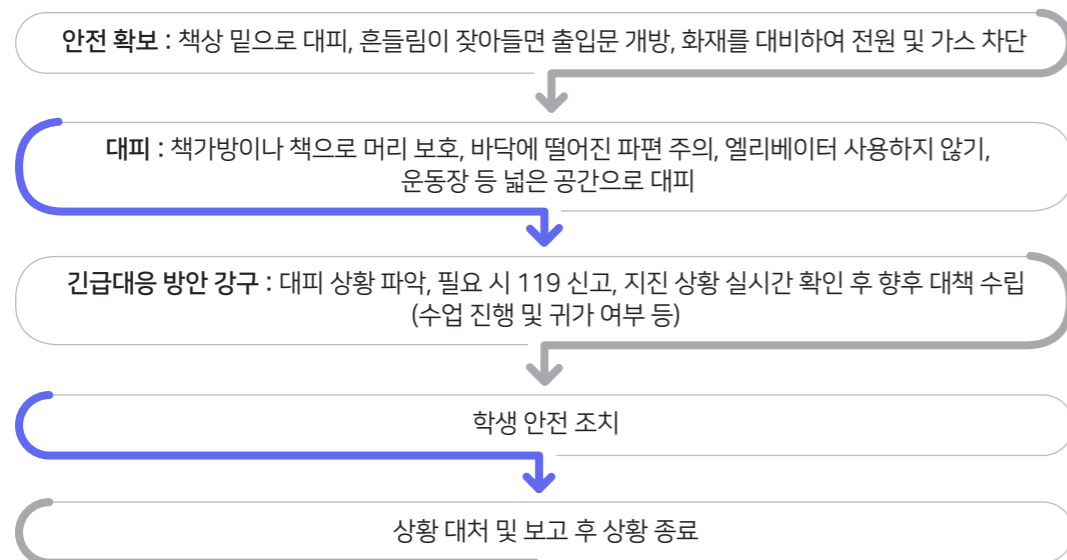 안전 확보 : 책상 밑으로 대피, 흔들림이 잦아들면 출입문 개방, 화재를 대비하여 전원 및 가스 차단
대피 : 책가방이나 책으로 머리 보호, 바닥에 떨어진 파편 주의, 엘리베이터 사용하지 않기,
운동장 등 넓은 공간으로 대피
긴급대응 방안 강구 : 대피 상황 파악, 필요 시 119 신고, 지진 상황 실시간 확인 후 향후 대책 수립
(수업 진행 및 귀가 여부 등)
학생 안전 조치
상황 대처 및 보고 후 상황 종료